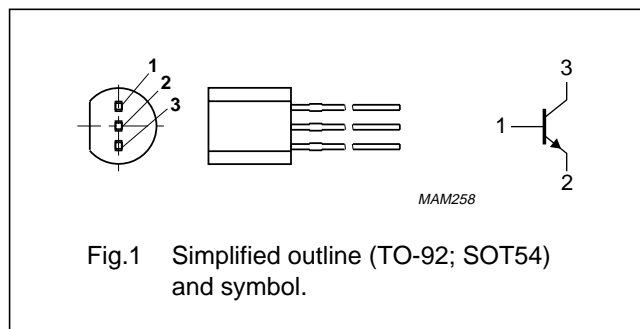 1
2
3
3
1
2
MAM258
Fig.1 Simplified outline (TO-92; SOT54)
and symbol.